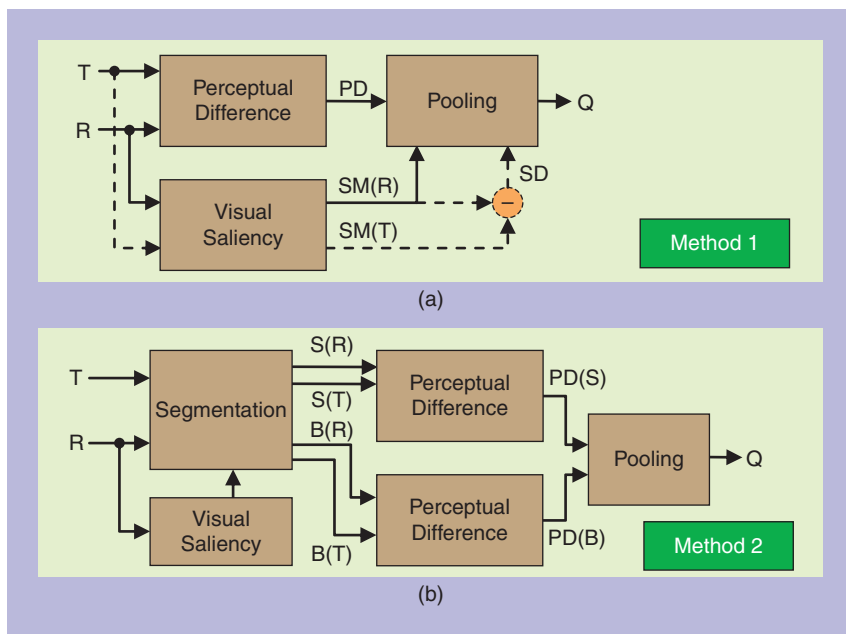 T
Perceptual
Difference
PD
Pooling
Q
R
SD
Visual
Saliency
SM(R)
SM(T)
−
Method 1
(a)
T
Segmentation
S(R)
S(T)
Perceptual
Difference
PD(S)
R
B(R)
Pooling
Q
Visual
Saliency
B(T)
Perceptual
Difference
PD(B)
Method 2
(b)